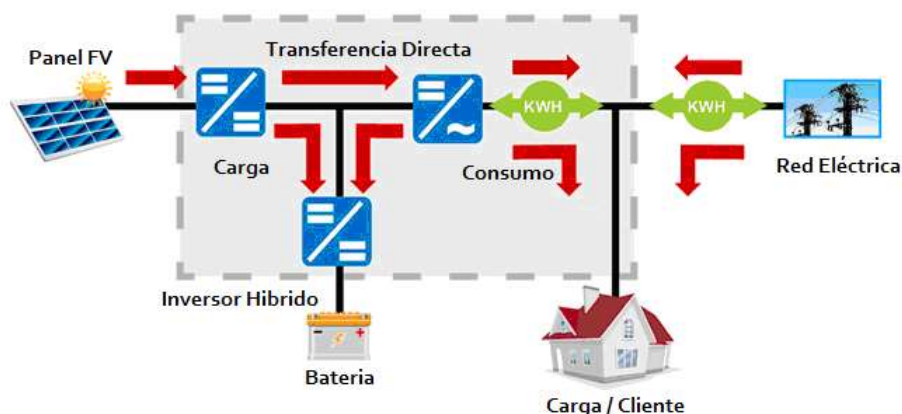 Transferencia Directa
Panel FV
KWH
KWH
Carga
Consumo
Red Eléctrica
Inversor Hibrido
Bateria
Carga / Cliente